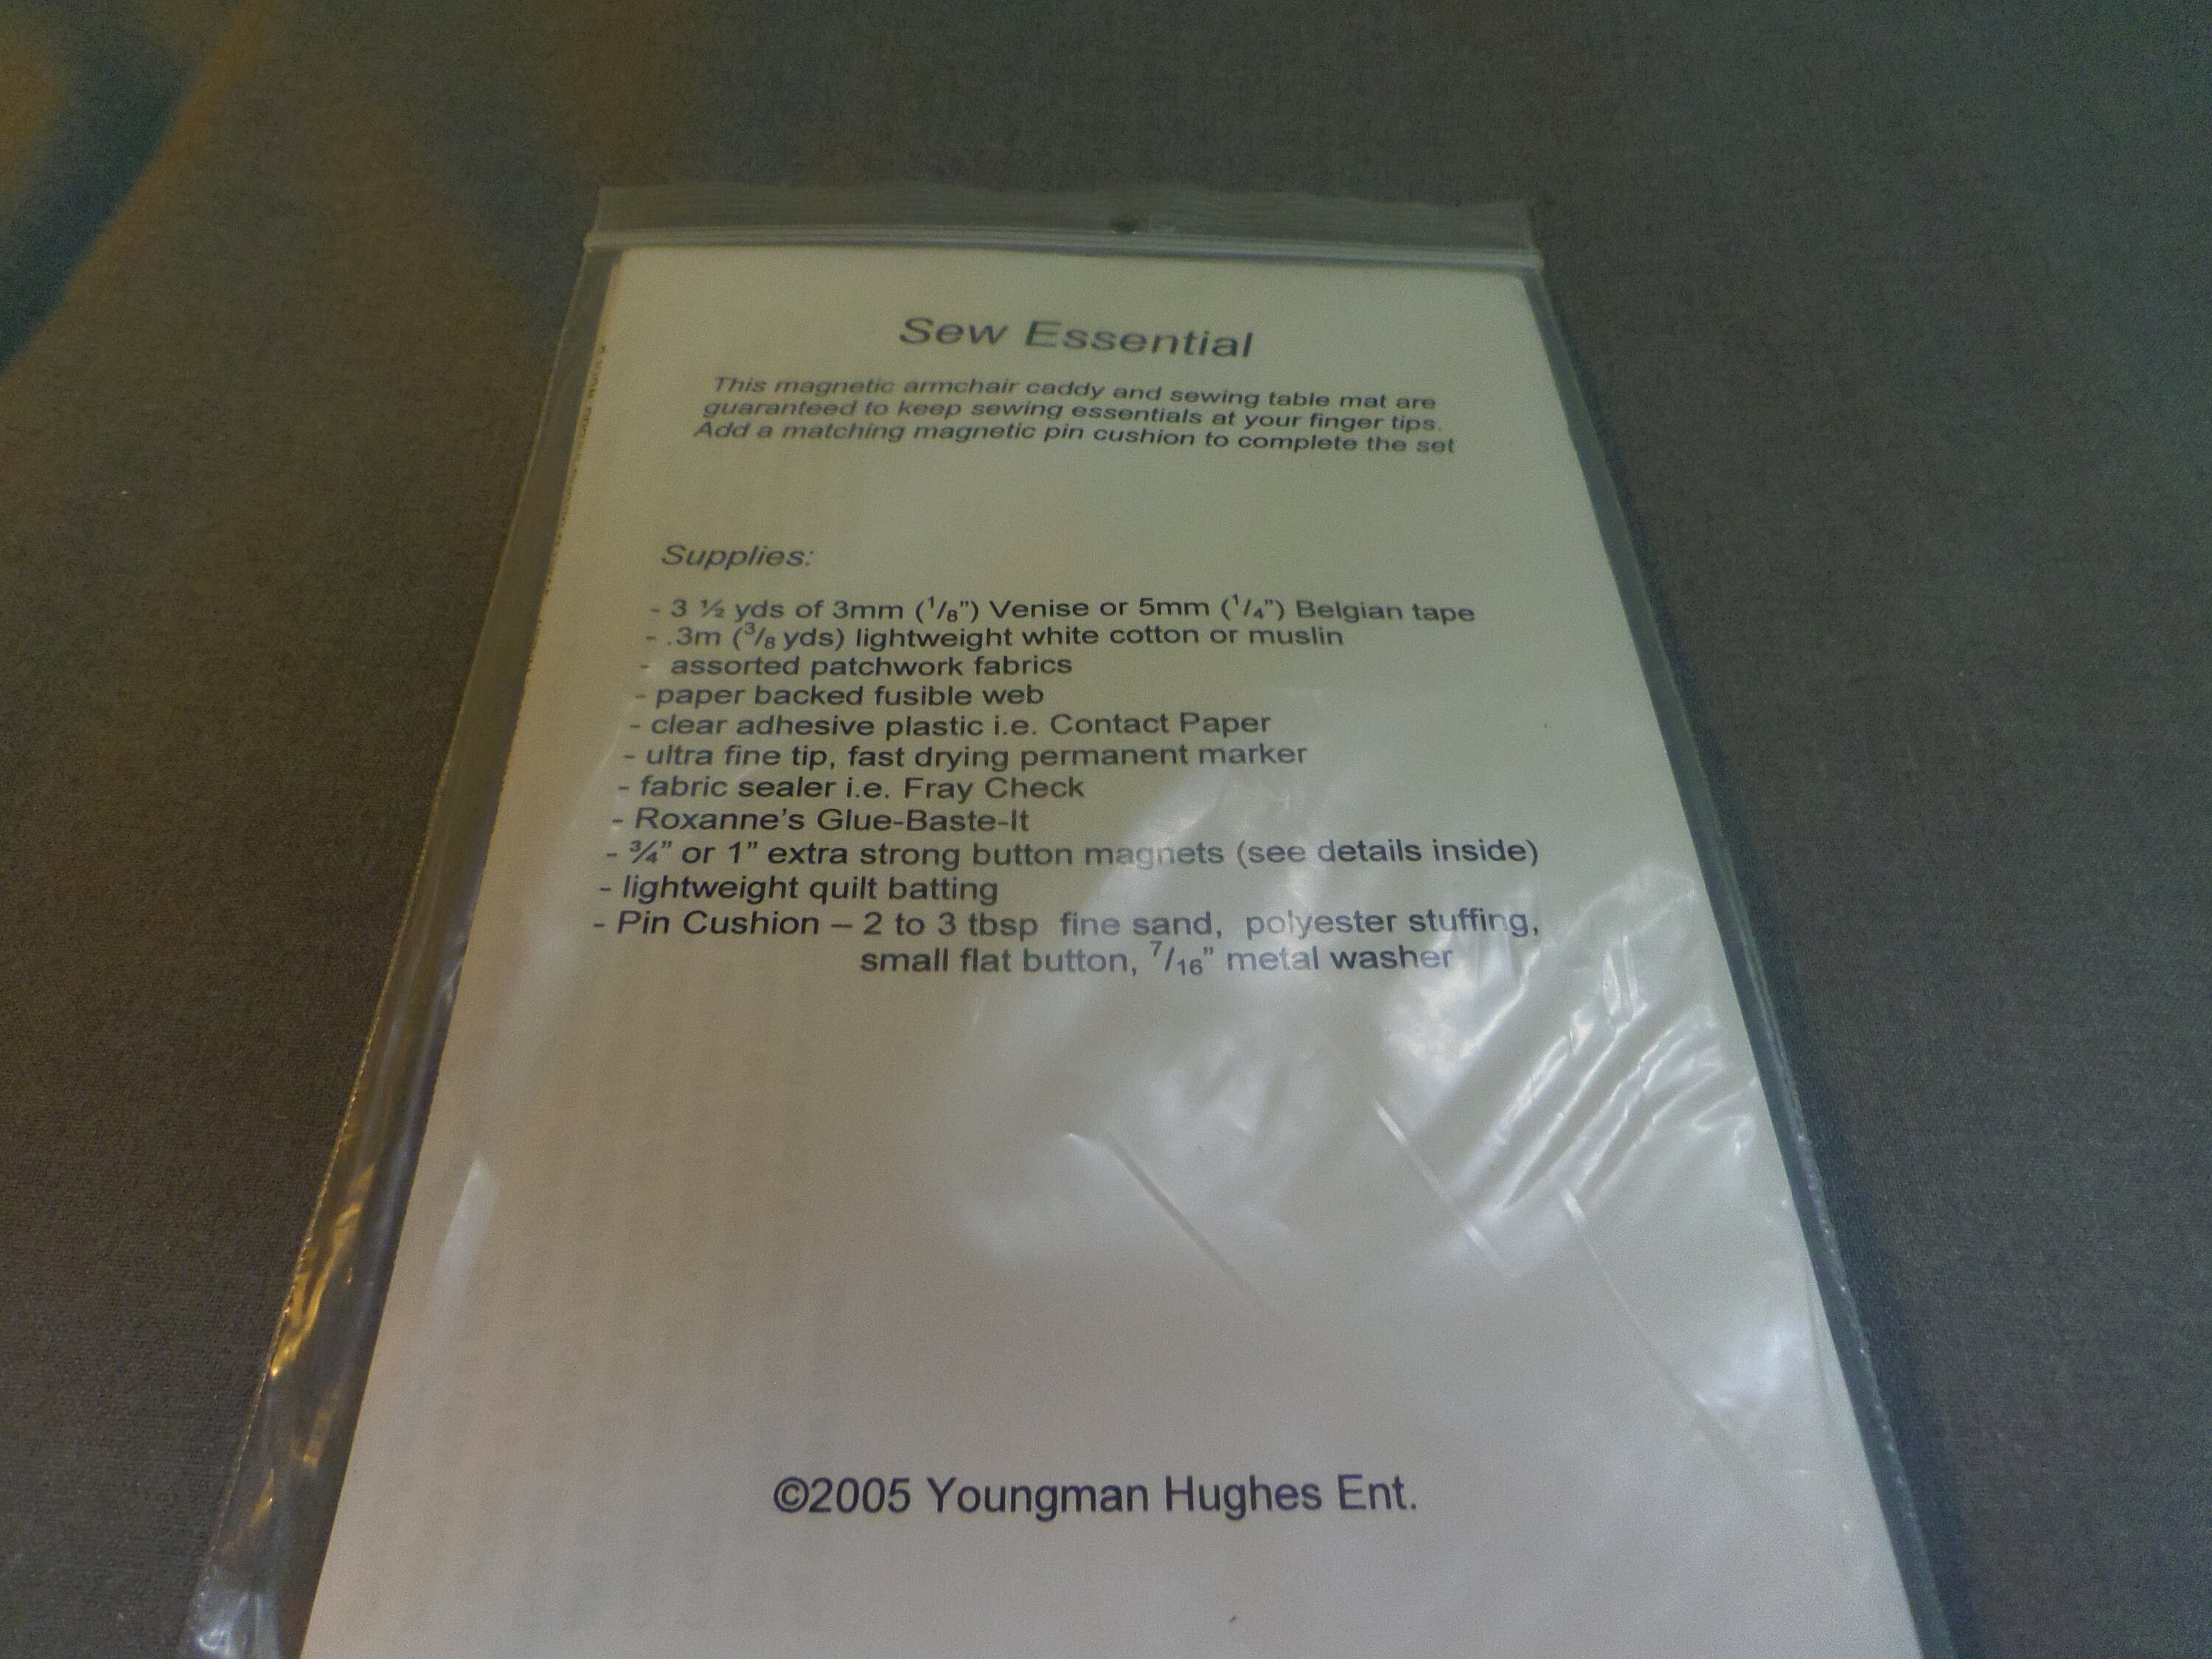 Sew Essential
This magnetic armchair caddy and sewing table mat are
guaranteed to keep sewing essentials at your finger tips.
Add a matching magnetic pin cushion to complete the set
Supplies:
- 3 ½ yds of 3mm (1/8”) Venise or 5mm (1/4”) Belgian tape
- .3m (3/8 yds) lightweight white cotton or muslin
- assorted patchwork fabrics
- paper backed fusible web
- clear adhesive plastic i.e. Contact Paper
- ultra fine tip, fast drying permanent marker
- fabric sealer i.e. Fray Check
- Roxanne’s Glue-Baste-It
- ¾” or 1” extra strong button magnets (see details inside)
- lightweight quilt batting
- Pin Cushion – 2 to 3 tbsp fine sand, polyester stuffing,
small flat button, 7/16” metal washer
©2005 Youngman Hughes Ent.